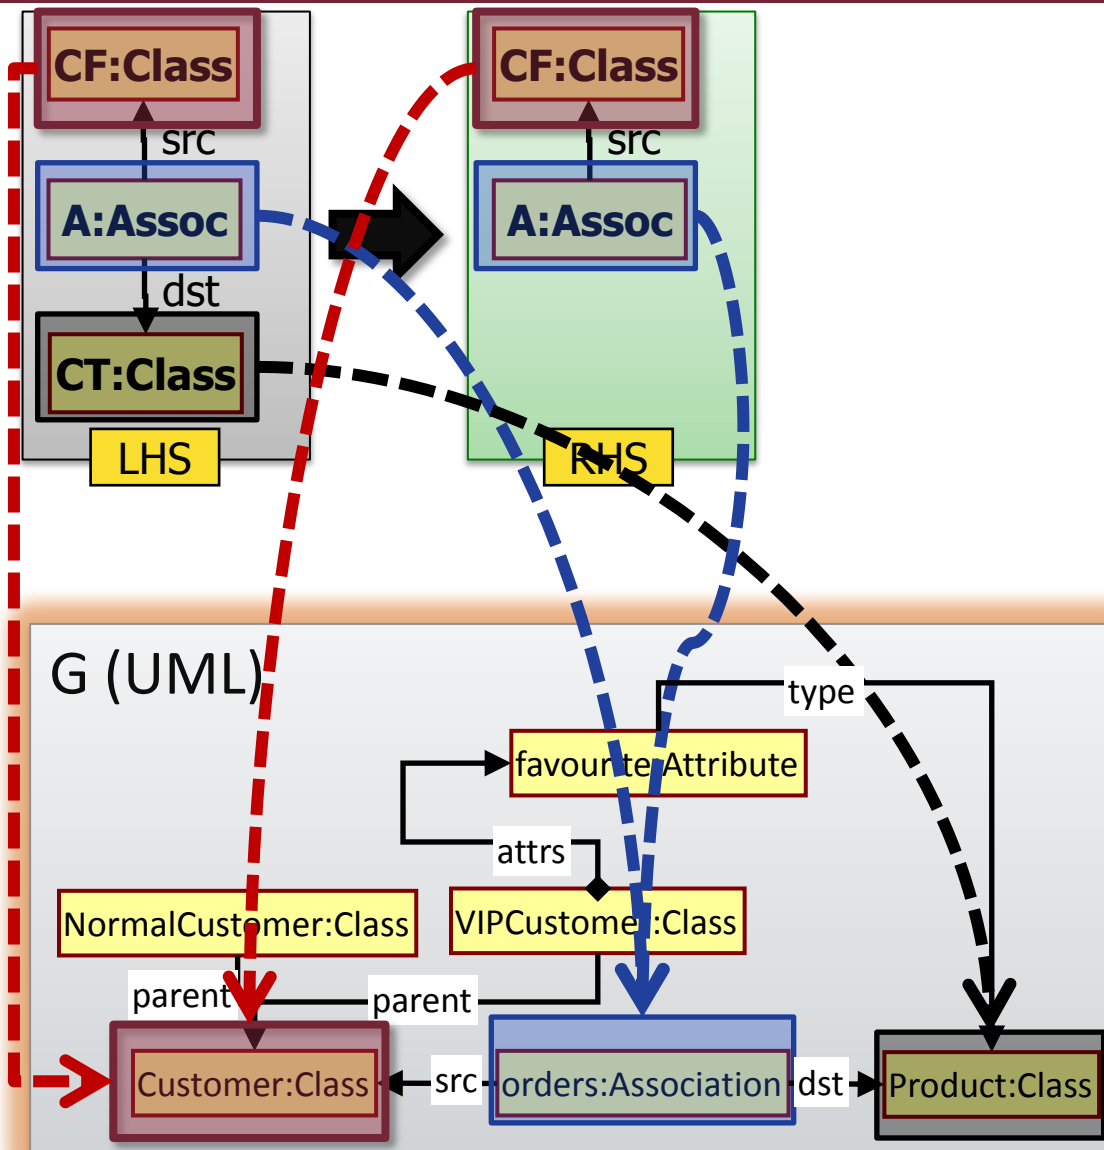 CF:Class
src
A:Assoc
dst
CT:Class
LHS
CF:Class
src
A:Assoc
RHS
G (UML)
type
favourite:Attribute
attrs
NormalCustomer:Class
VIPCustomer:Class
parent
parent
Customer:Class
src
orders:Association
dst
Product:Class